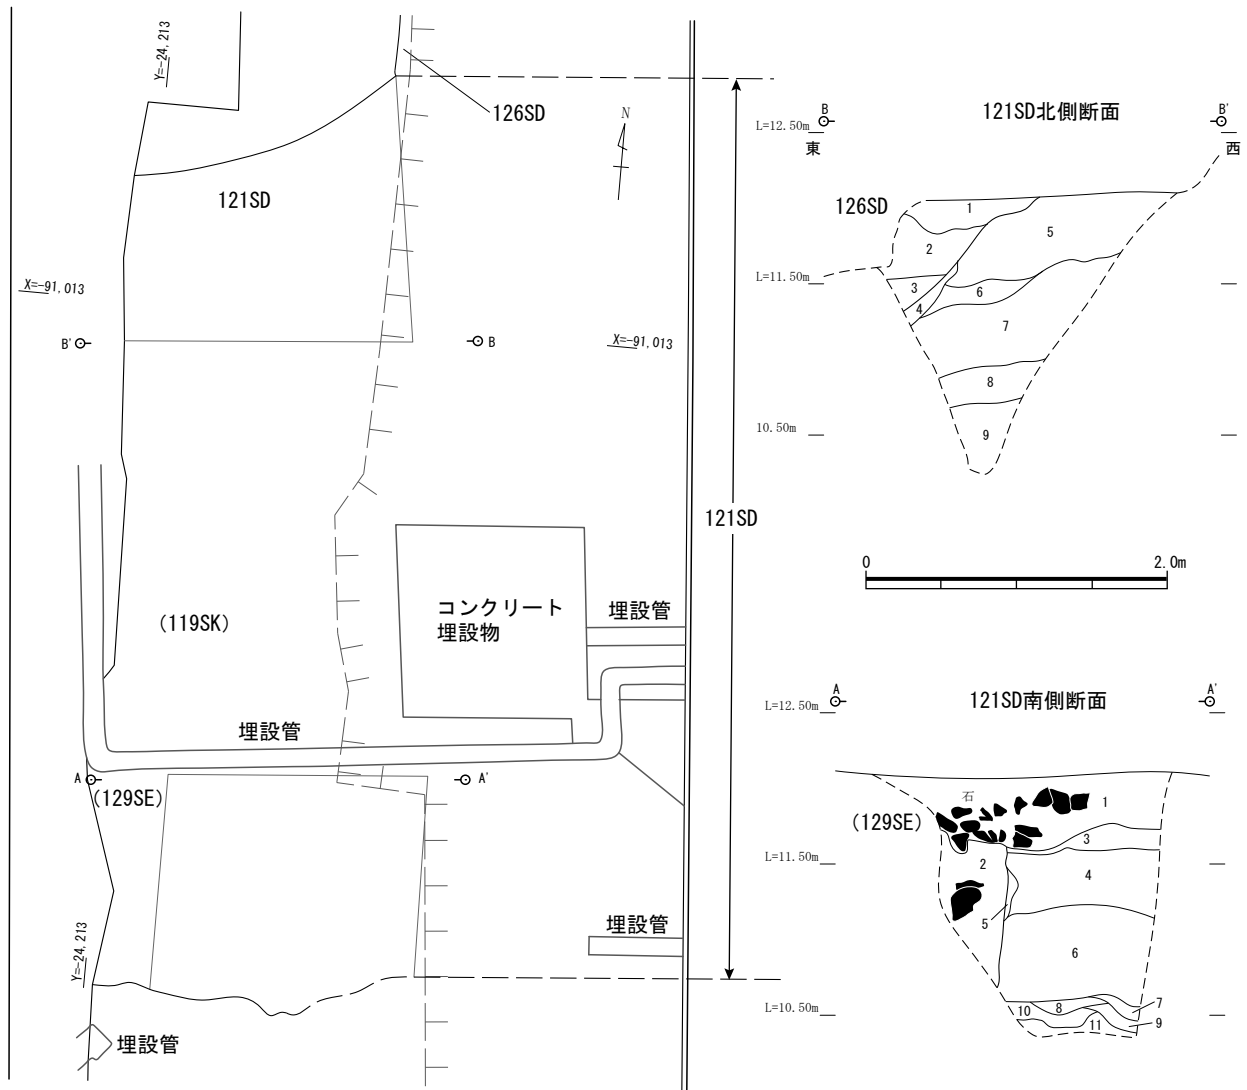 Y=-24,213
126SD
N
121SD
X=-91,013
B'
B
X=-91,013
121SD
(119SK)
コンクリート
埋設物
埋設管
埋設管
A
A'
(129SE)
埋設管
Y=-24,213
埋設管
B
121SD北側断面
B'
L=12.50m
東
西
126SD
1
5
2
L=11.50m
3
6
4
7
8
10.50m
9
0
2.0m
A
121SD南側断面
A'
L=12.50m
石
1
(129SE)
3
L=11.50m
2
4
5
6
7
8
10
L=10.50m
11
9